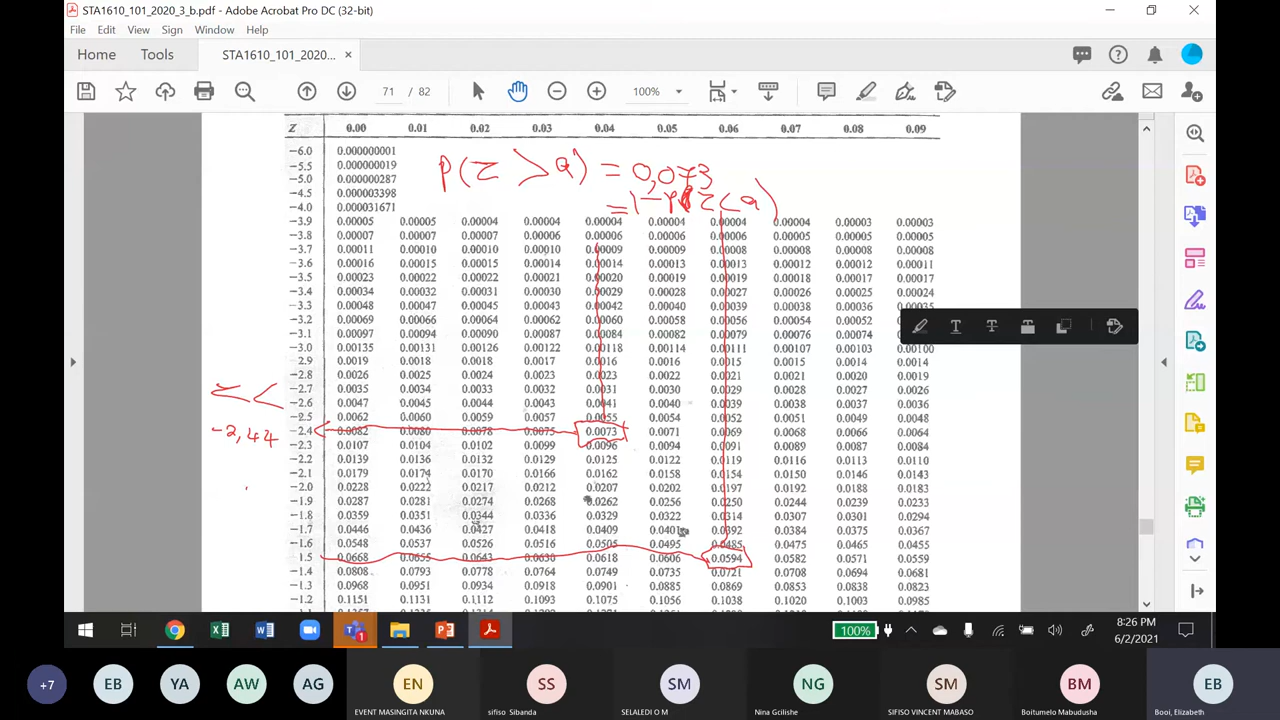 STA1610_101_2020_3_b.pdf - Adobe Acrobat Pro DC (32-bit)
File Edit View Sign Window Help
Home Tools STA1610_101_2020... ×
71 / 82 100%
Z 0.00 0.01 0.02 0.03 0.04 0.05 0.06 0.07 0.08 0.09
−6.0 0.000000001
−5.5 0.000000019
−5.0 0.000000287
−4.5 0.000003398
−4.0 0.000031671
P(Z > a) = 0,073
= 1 - P(Z < a)
−3.9 0.00005 0.00005 0.00004 0.00004 0.00004 0.00004 0.00004 0.00004 0.00003 0.00003
−3.8 0.00007 0.00007 0.00007 0.00006 0.00006 0.00006 0.00006 0.00005 0.00005 0.00005
−3.7 0.00011 0.00010 0.00010 0.00010 0.00009 0.00009 0.00008 0.00008 0.00008 0.00008
−3.6 0.00016 0.00015 0.00015 0.00014 0.00014 0.00013 0.00013 0.00012 0.00012 0.00011
−3.5 0.00023 0.00022 0.00022 0.00021 0.00020 0.00019 0.00019 0.00018 0.00017 0.00017
−3.4 0.00034 0.00032 0.00031 0.00030 0.00029 0.00028 0.00027 0.00026 0.00025 0.00024
−3.3 0.00048 0.00047 0.00045 0.00043 0.00042 0.00040 0.00039 0.00038 0.00036
−3.2 0.00069 0.00066 0.00064 0.00062 0.00060 0.00058 0.00056 0.00054 0.00052
−3.1 0.00097 0.00094 0.00090 0.00087 0.00084 0.00082 0.00079 0.00076 0.00074
−3.0 0.00135 0.00131 0.00126 0.00122 0.00118 0.00114 0.00111 0.00107 0.00103 0.00100
−2.9 0.0019 0.0018 0.0018 0.0017 0.0016 0.0016 0.0015 0.0015 0.0014 0.0014
−2.8 0.0026 0.0025 0.0024 0.0023 0.0023 0.0022 0.0021 0.0021 0.0020 0.0019
−2.7 0.0035 0.0034 0.0033 0.0032 0.0031 0.0030 0.0029 0.0028 0.0027 0.0026
−2.6 0.0047 0.0045 0.0044 0.0043 0.0041 0.0040 0.0039 0.0038 0.0037 0.0036
−2.5 0.0062 0.0060 0.0059 0.0057 0.0055 0.0054 0.0052 0.0051 0.0049 0.0048
Z <
−2,44
−2.4 0.0082 0.0080 0.0078 0.0075 0.0073 0.0071 0.0069 0.0068 0.0066 0.0064
−2.3 0.0107 0.0104 0.0102 0.0099 0.0096 0.0094 0.0091 0.0089 0.0087 0.0084
−2.2 0.0139 0.0136 0.0132 0.0129 0.0125 0.0122 0.0119 0.0116 0.0113 0.0110
−2.1 0.0179 0.0174 0.0170 0.0166 0.0162 0.0158 0.0154 0.0150 0.0146 0.0143
−2.0 0.0228 0.0222 0.0217 0.0212 0.0207 0.0202 0.0197 0.0192 0.0188 0.0183
−1.9 0.0287 0.0281 0.0274 0.0268 0.0262 0.0256 0.0250 0.0244 0.0239 0.0233
−1.8 0.0359 0.0351 0.0344 0.0336 0.0329 0.0322 0.0314 0.0307 0.0301 0.0294
−1.7 0.0446 0.0436 0.0427 0.0418 0.0409 0.0401 0.0392 0.0384 0.0375 0.0367
−1.6 0.0548 0.0537 0.0526 0.0516 0.0505 0.0495 0.0485 0.0475 0.0465 0.0455
−1.5 0.0668 0.0655 0.0643 0.0630 0.0618 0.0606 0.0594 0.0582 0.0571 0.0559
−1.4 0.0808 0.0793 0.0778 0.0764 0.0749 0.0735 0.0721 0.0708 0.0694 0.0681
−1.3 0.0968 0.0951 0.0934 0.0918 0.0901 0.0885 0.0869 0.0853 0.0838 0.0823
−1.2 0.1151 0.1131 0.1112 0.1093 0.1075 0.1056 0.1038 0.1020 0.1003 0.0985
100%
8:26 PM
6/2/2021
+7 EB YA AW AG EN SS SM NG SM BM EB
EVENT MASINGITA NKUNA sifiso Sibanda SELALEDI O M Nina Gcilishe SIFISO VINCENT MABASO Boitumelo Mabudusha Booi, Elizabeth